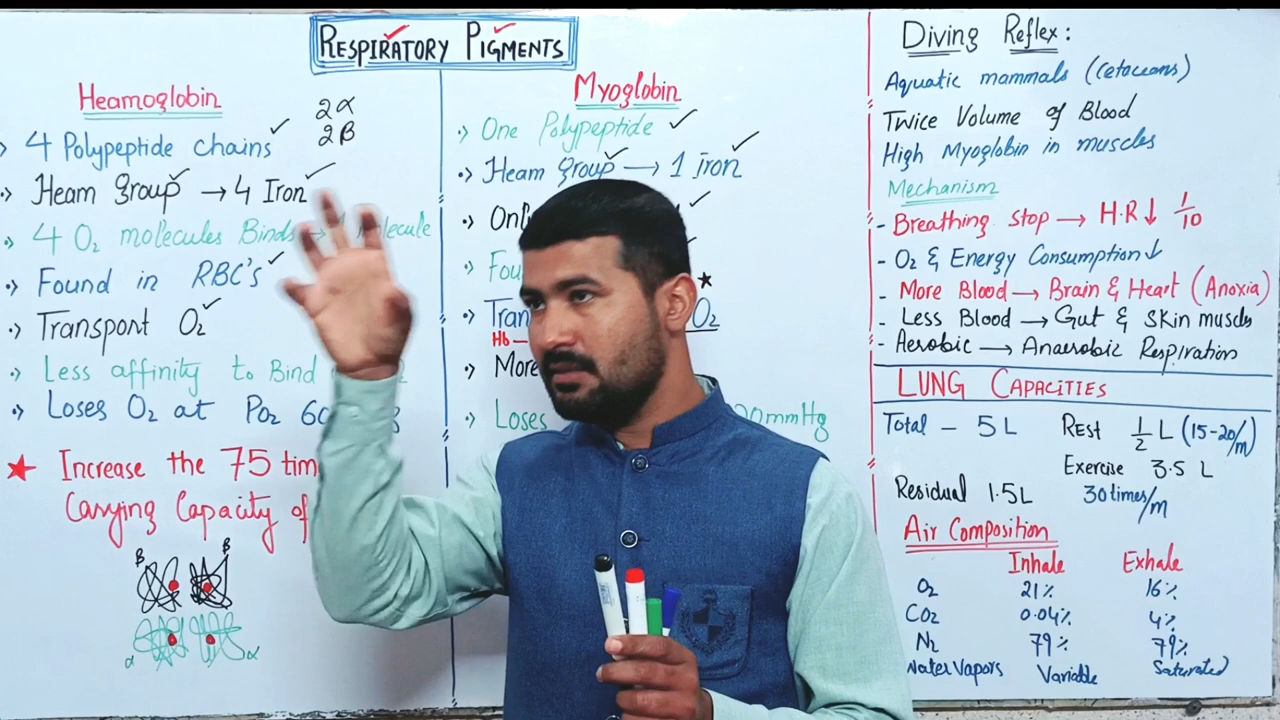 RESPIRATORY PIGMENTS
Heamoglobin
2α
2β
4 Polypeptide chains
Heam group → 4 Iron
4 O2 molecules Binds →
Found in RBC's
Transport O2
Less affinity to Bind
Loses O2 at PO2 60
Increase the 75
Carrying Capacity of
B
B
α
α
Myoglobin
One Polypeptide
Heam group → 1 iron
O2
Hb
More
Loses
mmHg
Diving Reflex:
Aquatic mammals (Cetaceans)
Twice Volume of Blood
High Myoglobin in muscles
Mechanism
- Breathing stop → H.R↓ 1/10
- O2 & Energy Consumption↓
- More Blood → Brain & Heart (Anoxia)
- Less Blood → Gut & Skin muscles
- Aerobic → Anaerobic Respiration
LUNG CAPACITIES
Total - 5 L
Rest 1/2 L (15-20/m)
Exercise 3.5 L
Residual 1.5L
30 times/m
Air Composition
Inhale Exhale
O2 21% 16%
CO2 0.04% 4%
N2 79% 79%
Water Vapors Variable Saturated